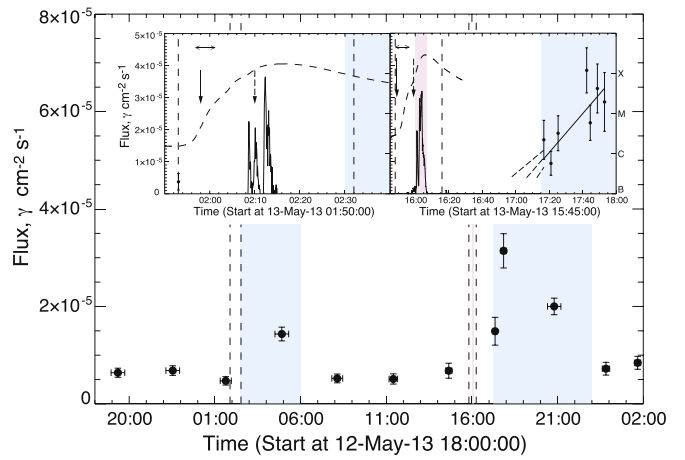 8×10⁻⁵
6×10⁻⁵
4×10⁻⁵
2×10⁻⁵
0
Flux, γ cm⁻² s⁻¹
20:00 01:00 06:00 11:00 16:00 21:00 02:00
Time (Start at 12-May-13 18:00:00)
5×10⁻⁵
4×10⁻⁵
3×10⁻⁵
2×10⁻⁵
1×10⁻⁵
0
Flux, γ cm⁻² s⁻¹
02:00 02:10 02:20 02:30
Time (Start at 13-May-13 01:50:00)
X
M
C
B
16:00 16:20 16:40 17:00 17:20 17:40 18:00
Time (Start at 13-May-13 15:45:00)